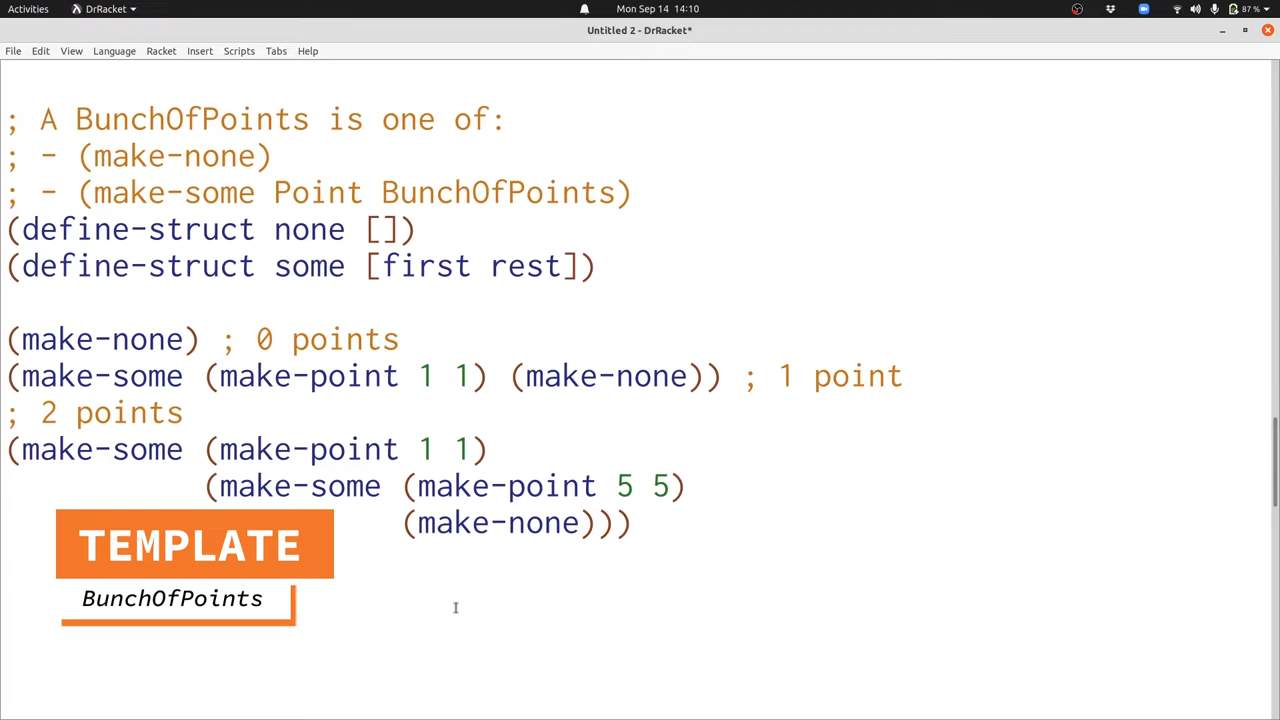 Activities DrRacket Mon Sep 14 14:10 87 %
Untitled 2 - DrRacket*
File Edit View Language Racket Insert Scripts Tabs Help
; A BunchOfPoints is one of:
; - (make-none)
; - (make-some Point BunchOfPoints)
(define-struct none [])
(define-struct some [first rest])
(make-none) ; 0 points
(make-some (make-point 1 1) (make-none)) ; 1 point
; 2 points
(make-some (make-point 1 1)
(make-some (make-point 5 5)
(make-none)))
TEMPLATE
BunchOfPoints